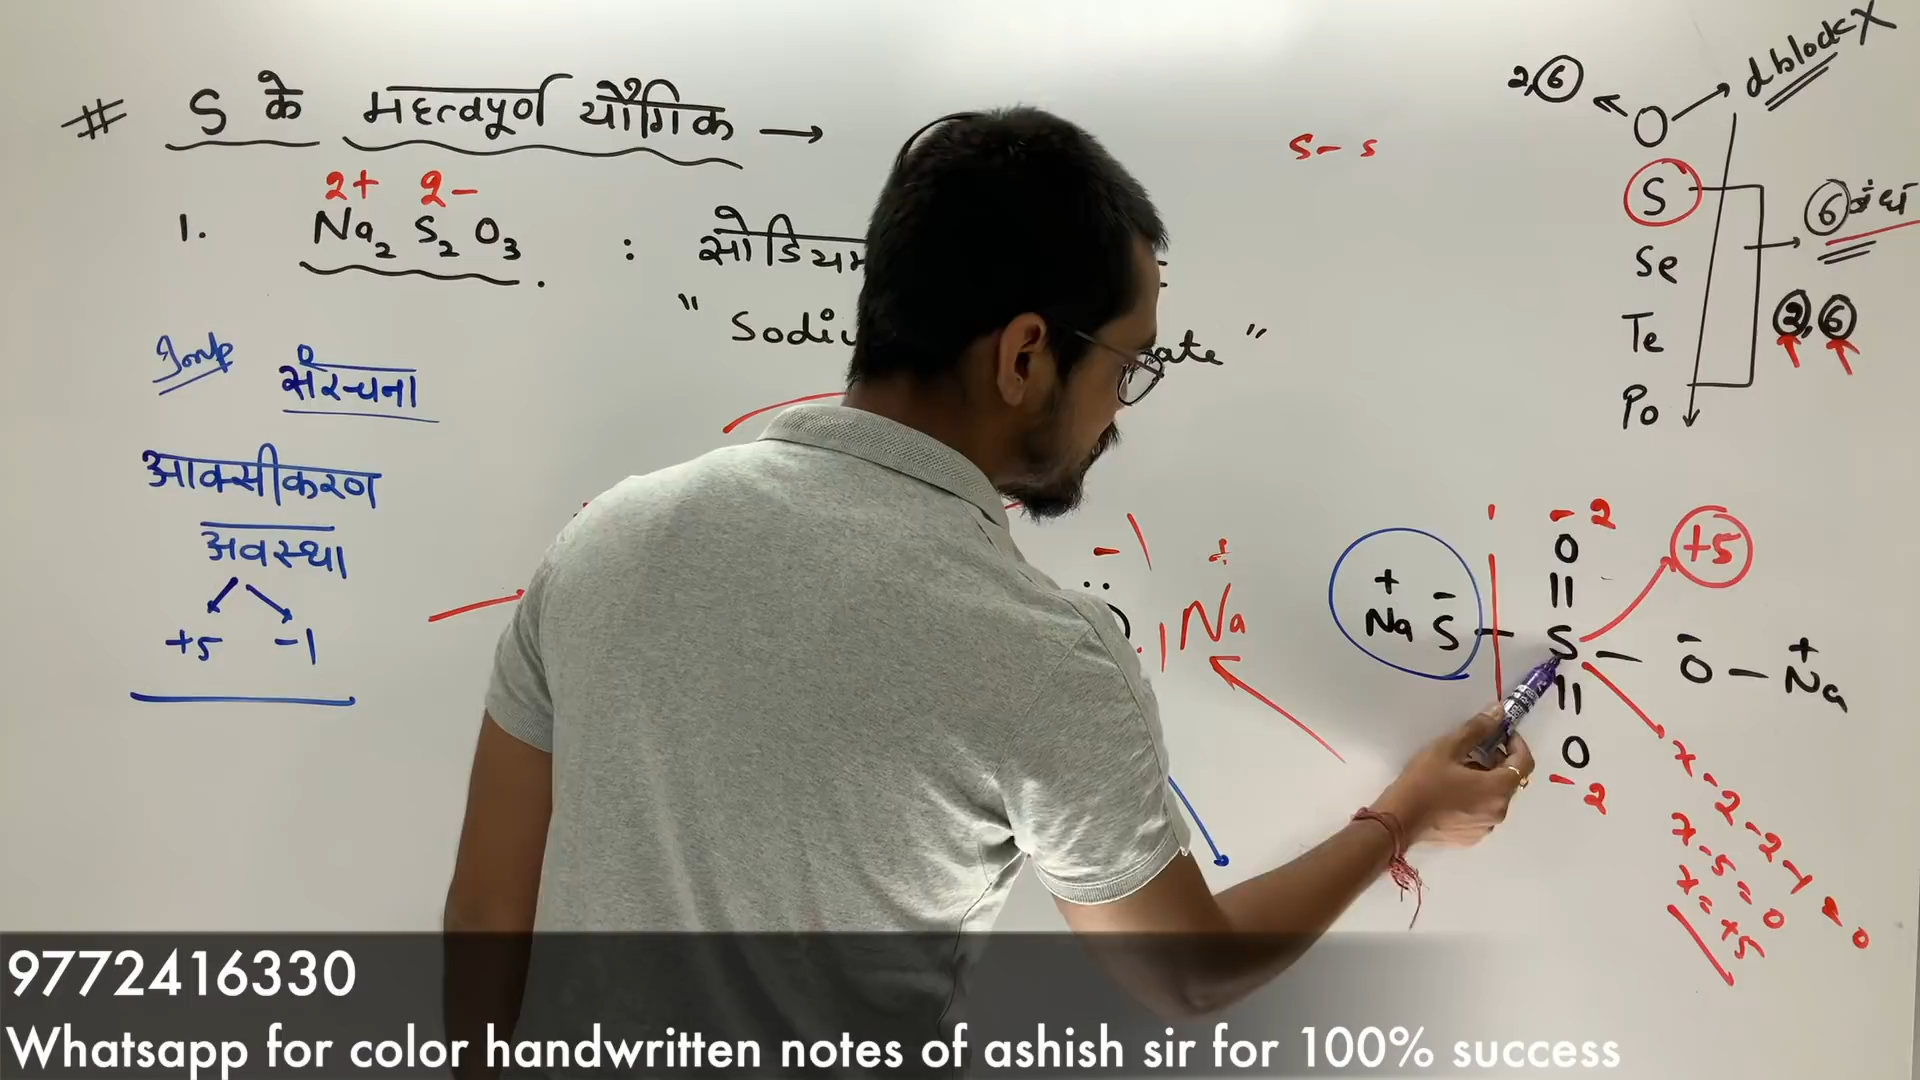 # S के महत्वपूर्ण यौगिक →
2+ 2-
1. Na2 S2 O3 : सोडियम
" Sodiu ate "
Imp संरचना
आक्सीकरण
अवस्था
+5 -1
S - S
2,6 ← O → d block X
S
Se
Te
Po
6 बंध
2, 6
- +
Na
-2
O
||
+5
+ -
Na S - S - O - Na
- +
||
O
-2
x - 2 - 2 - 1 = 0
x - 5 = 0
x = +5
9772416330
Whatsapp for color handwritten notes of ashish sir for 100% success